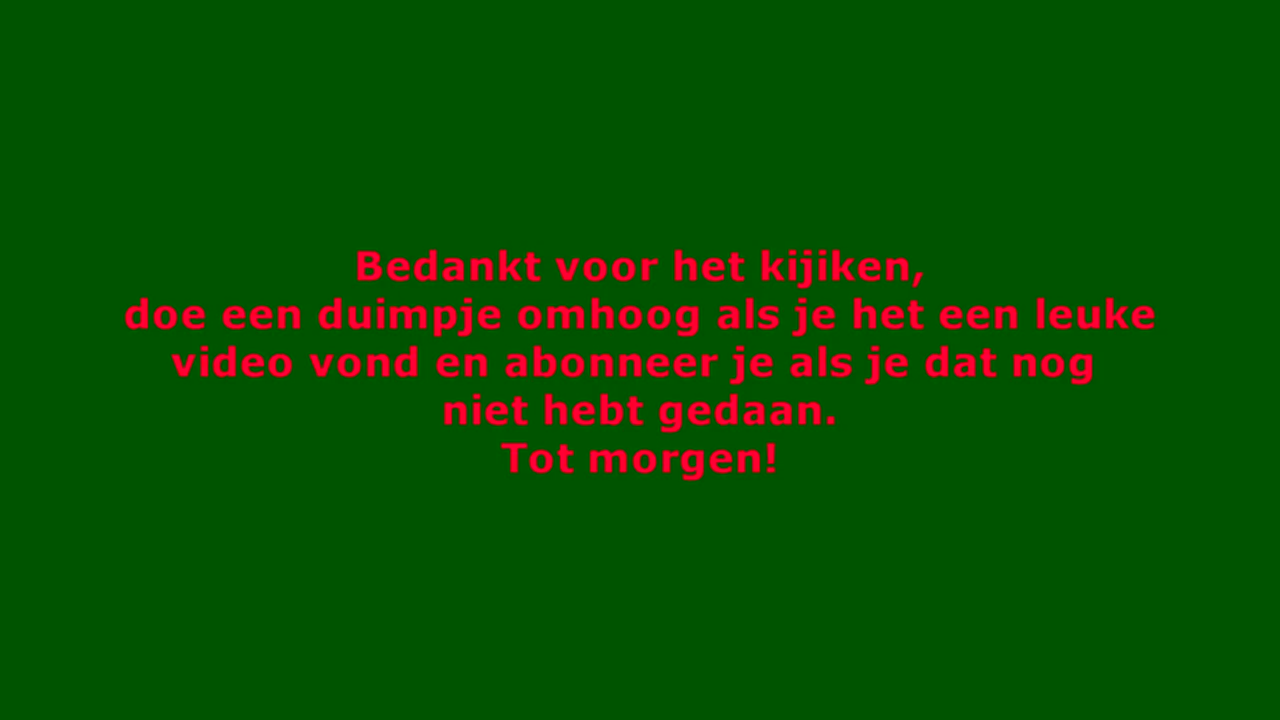 Bedankt voor het kijiken,
doe een duimpje omhoog als je het een leuke
video vond en abonneer je als je dat nog
niet hebt gedaan.
Tot morgen!